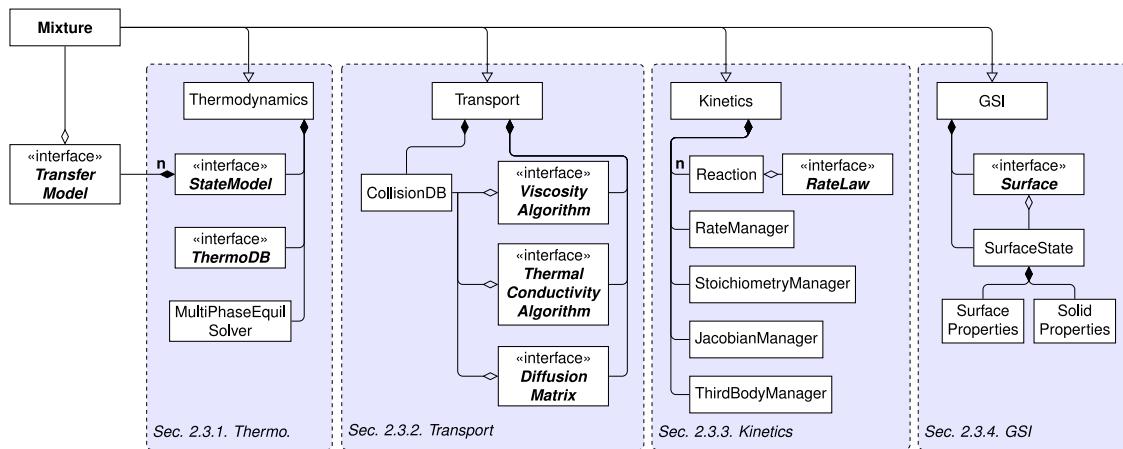 Mixture
«interface»
Transfer
Model
Thermodynamics
n
«interface»
StateModel
«interface»
ThermoDB
MultiPhaseEquil
Solver
Sec. 2.3.1. Thermo.
Transport
CollisionDB
«interface»
Viscosity
Algorithm
«interface»
Thermal
Conductivity
Algorithm
«interface»
Diffusion
Matrix
Sec. 2.3.2. Transport
Kinetics
n
Reaction
«interface»
RateLaw
RateManager
StoichiometryManager
JacobianManager
ThirdBodyManager
Sec. 2.3.3. Kinetics
GSI
«interface»
Surface
SurfaceState
Surface
Properties
Solid
Properties
Sec. 2.3.4. GSI